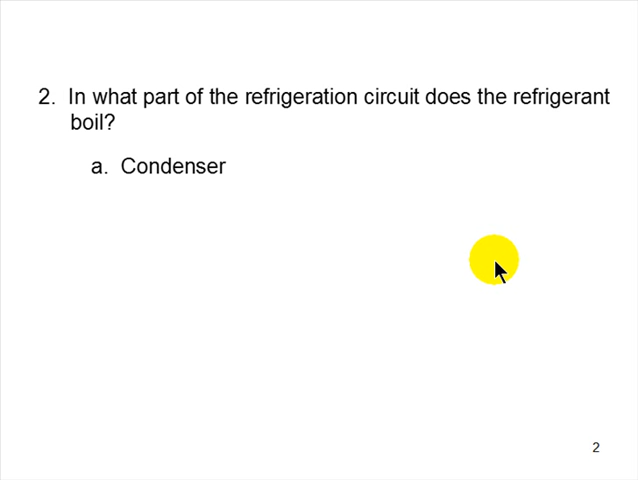 2. In what part of the refrigeration circuit does the refrigerant
boil?
a. Condenser
2